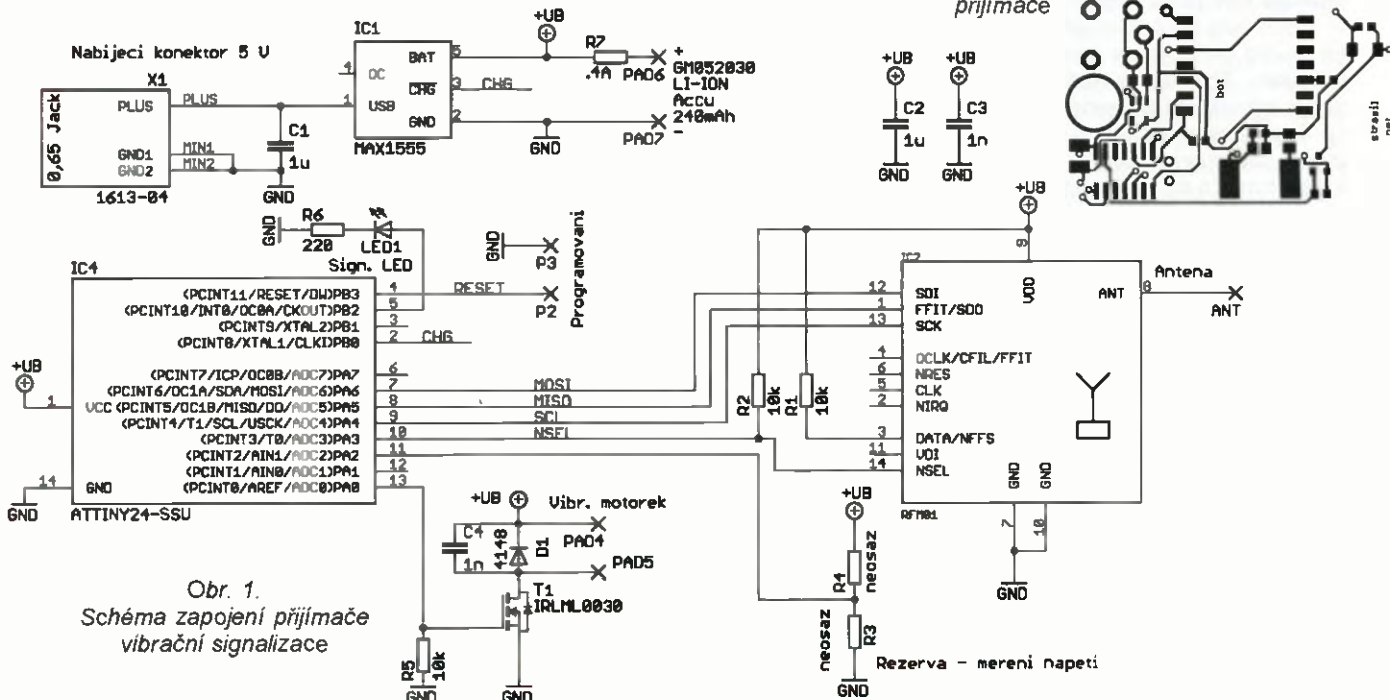 přijímače
Nabijeci konektor 5 V
X1
0,65 Jack
PLUS
GND1
GND2
1613-04
PLUS
MIN1
MIN2
C1
1u
GND
IC1
4
DC
1
USB
BAT
5
CHG
3
CHG
GND
2
MAX1555
+UB
R7
.4A
PAD6
+
GM052030
LI-ION
Accu
240mAh
-
PAD7
GND
+UB
C2
1u
GND
+UB
C3
1n
GND
bat
GND
R6
220
LED1
Sign. LED
GND
P3
P2
Programovani
IC4
(PCINT11/RESET/DW)PB3
4
RESET
(PCINT10/INT0/OC0A/CKOUT)PB2
5
(PCINT9/XTAL2)PB1
3
(PCINT8/XTAL1/CLKI)PB0
2
CHG
(PCINT7/ICP/OC0B/ADC7)PA7
6
(PCINT6/OC1A/SDA/MOSI/ADC6)PA6
7
MOSI
VCC
(PCINT5/OC1B/MISO/DO/ADC5)PA5
8
MISO
(PCINT4/T1/SCL/USCK/ADC4)PA4
9
SCL
(PCINT3/T0/ADC3)PA3
10
NSEL
(PCINT2/AIN1/ADC2)PA2
11
(PCINT1/AIN0/ADC1)PA1
12
GND
(PCINT0/AREF/ADC0)PA0
13
ATTINY24-SSU
+UB
1
14
GND
+UB
R2
10k
R1
10k
9
VDD
12
SDI
1
FFIT/SDO
13
SCK
4
DCLK/CFIL/FFIT
6
NRES
5
CLK
2
NIRQ
3
DATA/NFFS
11
VDI
14
NSEL
ANT
8
Antena
ANT
GND
GND
RFM01
7
10
GND
+UB
Vibr. motorek
C4
1n
4148
D1
PAD4
PAD5
T1
IRLML0030
R5
10k
GND
GND
+UB
R4
neosaz
R3
neosaz
GND
Rezerva - mereni napeti
Obr. 1.
Schéma zapojení přijímače
vibrační signalizace